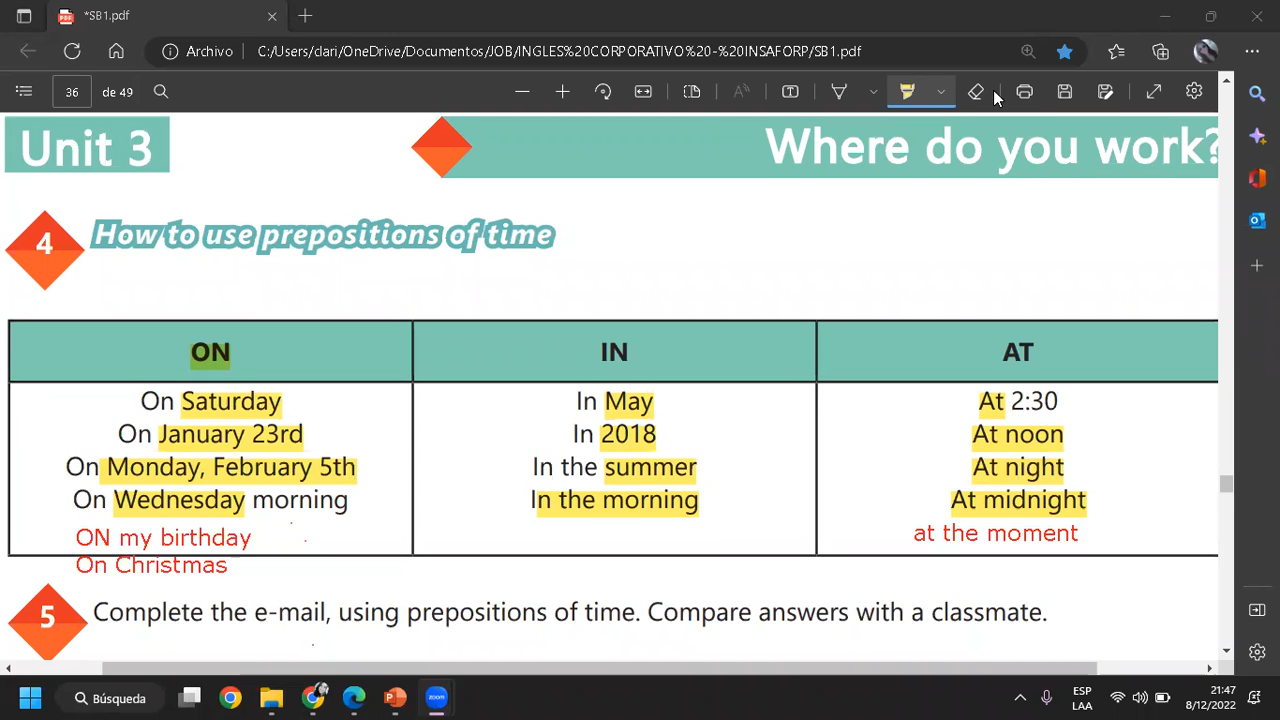 *SB1.pdf
Archivo C:/Users/clari/OneDrive/Documentos/JOB/INGLES%20CORPORATIVO%20-%20INSAFORP/SB1.pdf
36 de 49
Unit 3
Where do you work?
4 How to use prepositions of time
ON IN AT
On Saturday In May At 2:30
On January 23rd In 2018 At noon
On Monday, February 5th In the summer At night
On Wednesday morning In the morning At midnight
ON my birthday at the moment
On Christmas
5 Complete the e-mail, using prepositions of time. Compare answers with a classmate.
Búsqueda
zoom
ESP
LAA
21:47
8/12/2022